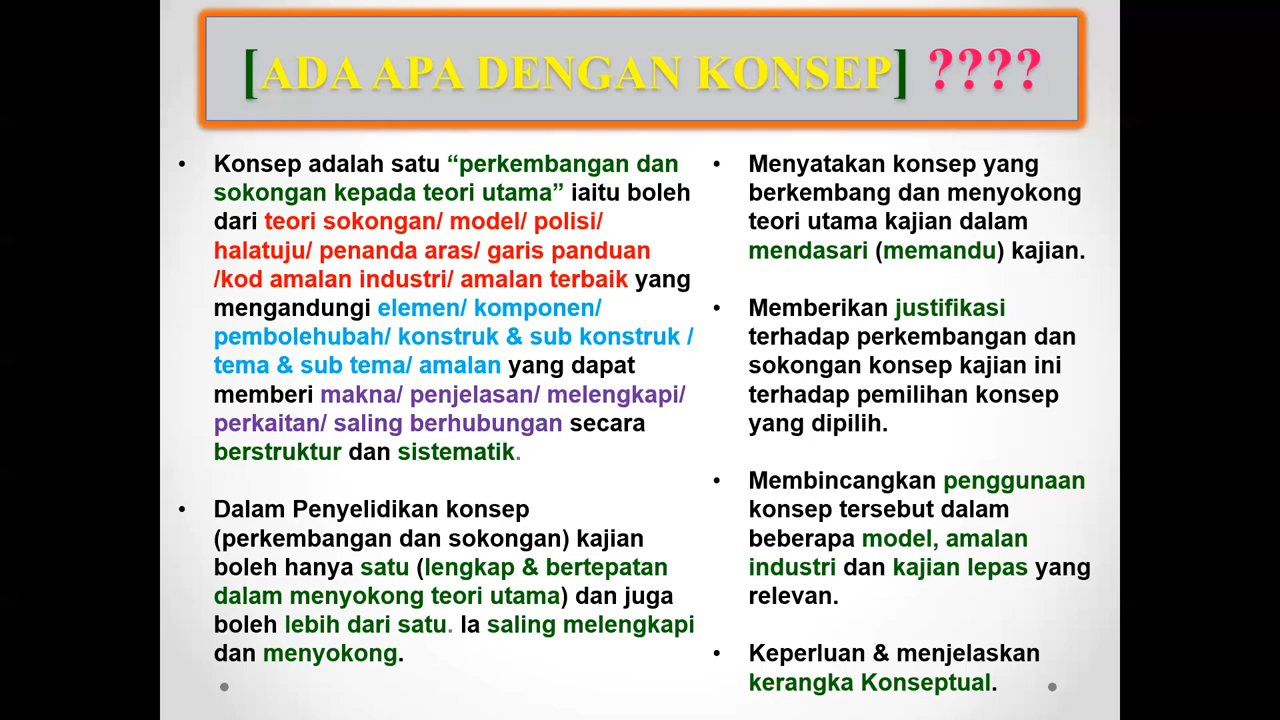 [ADA APA DENGAN KONSEP] ????
• Konsep adalah satu “perkembangan dan
sokongan kepada teori utama” iaitu boleh
dari teori sokongan/ model/ polisi/
halatuju/ penanda aras/ garis panduan
/kod amalan industri/ amalan terbaik yang
mengandungi elemen/ komponen/
pembolehubah/ konstruk & sub konstruk /
tema & sub tema/ amalan yang dapat
memberi makna/ penjelasan/ melengkapi/
perkaitan/ saling berhubungan secara
berstruktur dan sistematik.
• Dalam Penyelidikan konsep
(perkembangan dan sokongan) kajian
boleh hanya satu (lengkap & bertepatan
dalam menyokong teori utama) dan juga
boleh lebih dari satu. Ia saling melengkapi
dan menyokong.
• Menyatakan konsep yang
berkembang dan menyokong
teori utama kajian dalam
mendasari (memandu) kajian.
• Memberikan justifikasi
terhadap perkembangan dan
sokongan konsep kajian ini
terhadap pemilihan konsep
yang dipilih.
• Membincangkan penggunaan
konsep tersebut dalam
beberapa model, amalan
industri dan kajian lepas yang
relevan.
• Keperluan & menjelaskan
kerangka Konseptual.